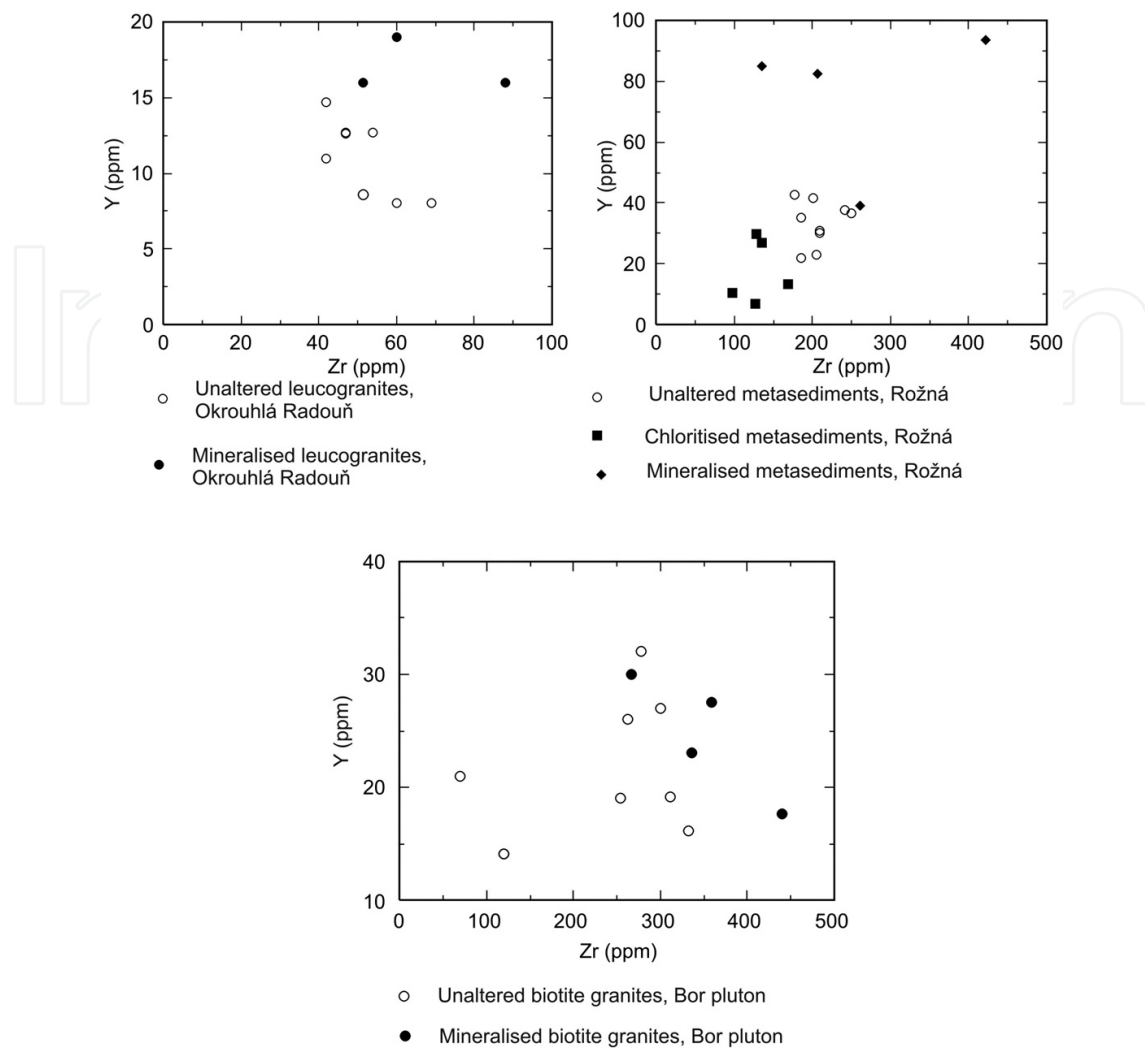 20
15
10
5
0
Y (ppm)
0 20 40 60 80 100
Zr (ppm)
Unaltered leucogranites,
Okrouhlá Radouň
Mineralised leucogranites,
Okrouhlá Radouň
100
80
60
40
20
0
Y (ppm)
0 100 200 300 400 500
Zr (ppm)
Unaltered metasediments, Rožná
Chloritised metasediments, Rožná
Mineralised metasediments, Rožná
40
30
20
10
Y (ppm)
0 100 200 300 400 500
Zr (ppm)
Unaltered biotite granites, Bor pluton
Mineralised biotite granites, Bor pluton